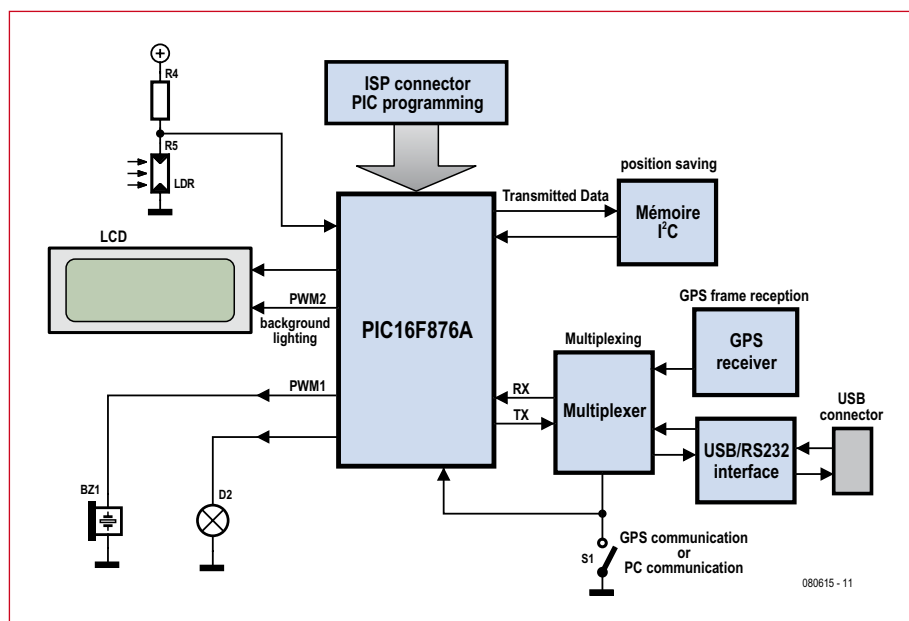 R4
ISP connector
PIC programming
R5
LDR
position saving
Transmitted Data
Mémoire
I²C
LCD
PWM2
background
lighting
PIC16F876A
GPS frame reception
GPS
receiver
Multiplexing
Multiplexer
RX
TX
PWM1
USB
connector
USB/RS232
interface
BZ1
D2
S1
GPS communication
or
PC communication
080615 - 11